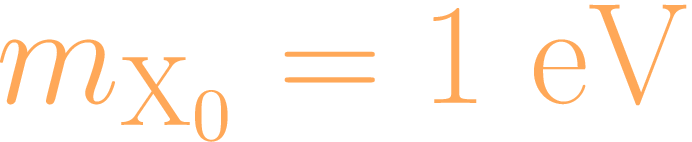 m_{X_0} = 1 eV